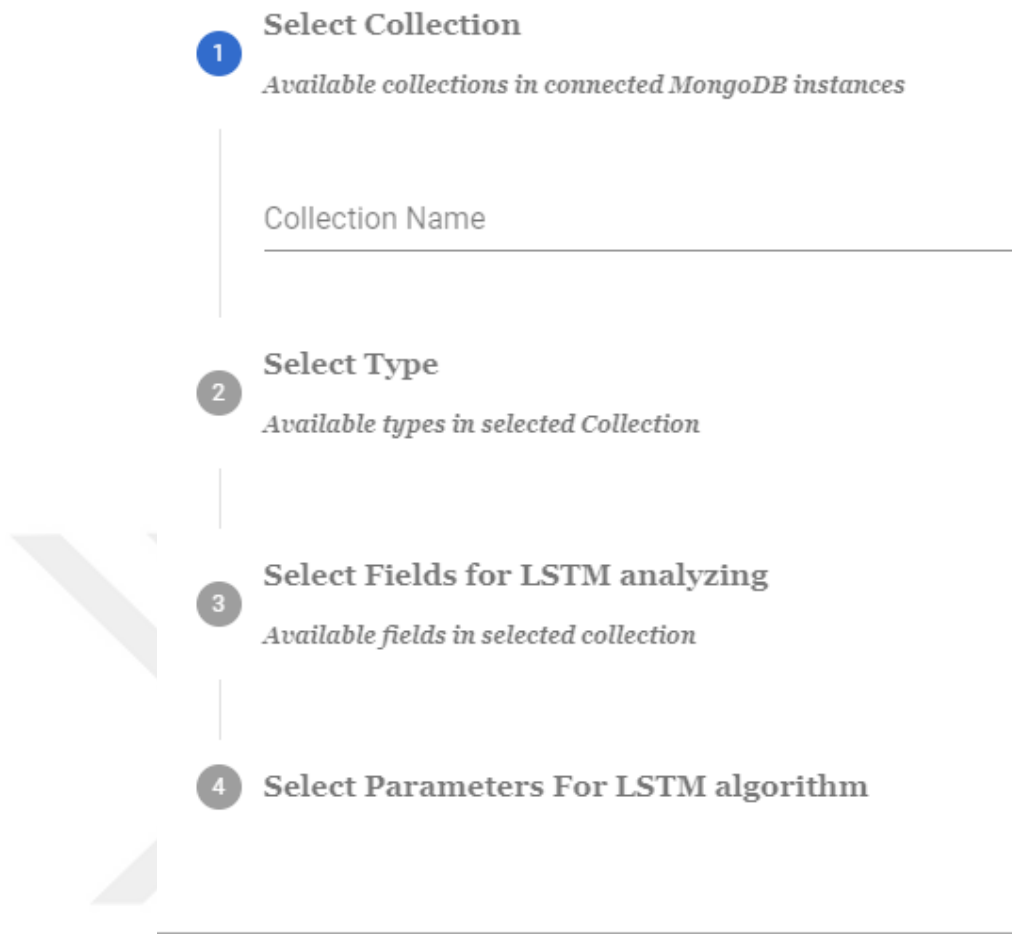 Select Collection
1
Available collections in connected MongoDB instances
Collection Name
Select Type
2
Available types in selected Collection
Select Fields for LSTM analyzing
3
Available fields in selected collection
4 Select Parameters For LSTM algorithm